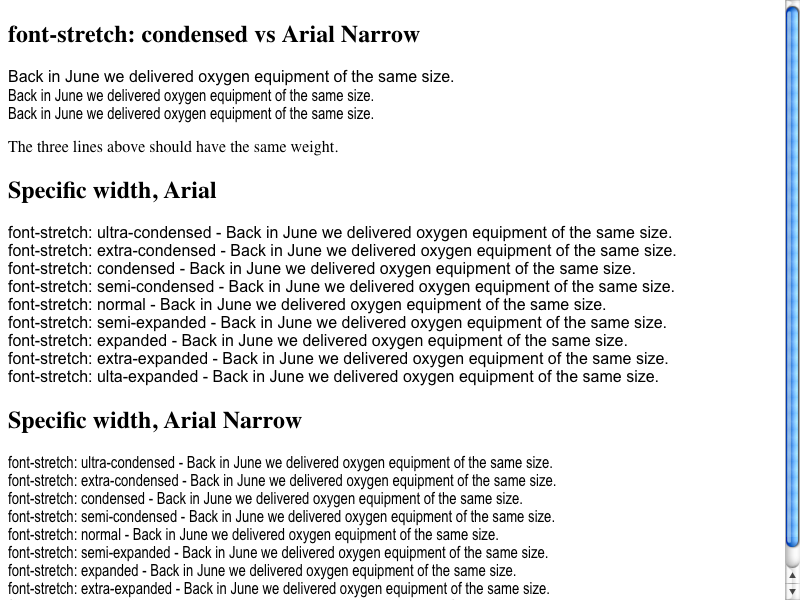 font-stretch: condensed vs Arial Narrow
Back in June we delivered oxygen equipment of the same size.
Back in June we delivered oxygen equipment of the same size.
Back in June we delivered oxygen equipment of the same size.
The three lines above should have the same weight.
Specific width, Arial
font-stretch: ultra-condensed - Back in June we delivered oxygen equipment of the same size.
font-stretch: extra-condensed - Back in June we delivered oxygen equipment of the same size.
font-stretch: condensed - Back in June we delivered oxygen equipment of the same size.
font-stretch: semi-condensed - Back in June we delivered oxygen equipment of the same size.
font-stretch: normal - Back in June we delivered oxygen equipment of the same size.
font-stretch: semi-expanded - Back in June we delivered oxygen equipment of the same size.
font-stretch: expanded - Back in June we delivered oxygen equipment of the same size.
font-stretch: extra-expanded - Back in June we delivered oxygen equipment of the same size.
font-stretch: ulta-expanded - Back in June we delivered oxygen equipment of the same size.
Specific width, Arial Narrow
font-stretch: ultra-condensed - Back in June we delivered oxygen equipment of the same size.
font-stretch: extra-condensed - Back in June we delivered oxygen equipment of the same size.
font-stretch: condensed - Back in June we delivered oxygen equipment of the same size.
font-stretch: semi-condensed - Back in June we delivered oxygen equipment of the same size.
font-stretch: normal - Back in June we delivered oxygen equipment of the same size.
font-stretch: semi-expanded - Back in June we delivered oxygen equipment of the same size.
font-stretch: expanded - Back in June we delivered oxygen equipment of the same size.
font-stretch: extra-expanded - Back in June we delivered oxygen equipment of the same size.